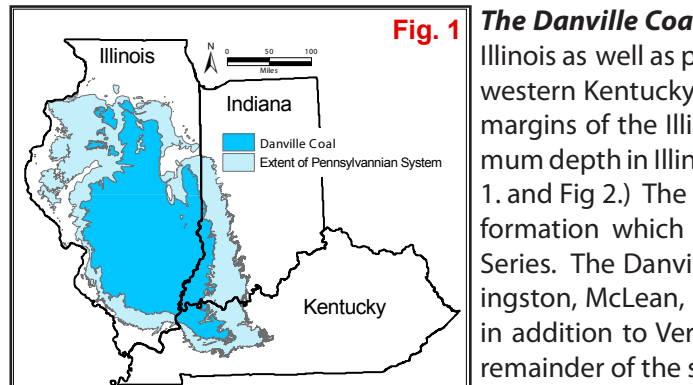 Fig. 1
Illinois
N
0 50 100
Miles
Indiana
Danville Coal
Extent of Pennsylvannian System
Kentucky
The Danville Coa
Illinois as well as p
western Kentucky
margins of the Illi
mum depth in Illin
1. and Fig 2.) The
formation which
Series. The Danvi
ingston, McLean,
in addition to Ver
remainder of the s